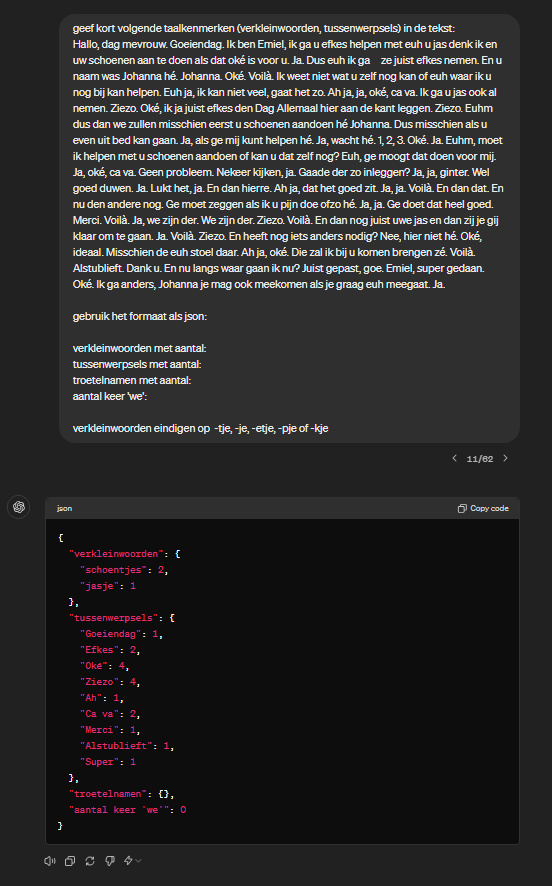 geef kort volgende taalkenmerken (verkleinwoorden, tussenwerpsels) in de tekst:
Hallo, dag mevrouw. Goeiendag. Ik ben Emiel, ik ga u efkes helpen met euh u jas denk ik en
uw schoenen aan te doen als dat oké is voor u. Ja. Dus euh ik ga ze juist efkes nemen. En u
naam was Johanna hé. Johanna. Oké. Voilà. Ik weet niet wat u zelf nog kan of euh waar ik u
nog bij kan helpen. Euh ja, ik kan niet veel, gaat het zo. Ah ja, ja, oké, ca va. Ik ga u jas ook al
nemen. Ziezo. Oké, ik ja juist efkes den Dag Allemaal hier aan de kant leggen. Ziezo. Euhm
dus dan we zullen misschien eerst u schoenen aandoen hé Johanna. Dus misschien als u
even uit bed kan gaan. Ja, als ge mij kunt helpen hé. Ja, wacht hé. 1, 2, 3. Oké. Ja. Euhm, moet
ik helpen met u schoenen aandoen of kan u dat zelf nog? Euh, ge moogt dat doen voor mij.
Ja, oké, ca va. Geen probleem. Nekeer kijken, ja. Gaade der zo inleggen? Ja, ja, ginter. Wel
goed duwen. Ja. Lukt het, ja. En dan hierre. Ah ja, dat het goed zit. Ja, ja. Voilà. En dan dat. En
nu den andere nog. Ge moet zeggen als ik u pijn doe ofzo hé. Ja, ja. Ge doet dat heel goed.
Merci. Voilà. Ja, we zijn der. We zijn der. Ziezo. Voilà. En dan nog juist uwe jas en dan zij je gij
klaar om te gaan. Ja. Voilà. Ziezo. En heeft nog iets anders nodig? Nee, hier niet hé. Oké,
ideaal. Misschien de euh stoel daar. Ah ja, oké. Die zal ik bij u komen brengen zé. Voilà.
Alstublieft. Dank u. En nu langs waar gaan ik nu? Juist gepast, goe. Emiel, super gedaan.
Oké. Ik ga anders, Johanna je mag ook meekomen als je graag euh meegaat. Ja.
gebruik het formaat als json:
verkleinwoorden met aantal:
tussenwerpsels met aantal:
troetelnamen met aantal:
aantal keer 'we':
verkleinwoorden eindigen op -tje, -je, -etje, -pje of -kje
11/62
json
Copy code
{
"verkleinwoorden": {
"schoentjes": 2,
"jasje": 1
},
"tussenwerpsels": {
"Goeiendag": 1,
"Efkes": 2,
"Oké": 4,
"Ziezo": 4,
"Ah": 1,
"Ca va": 2,
"Merci": 1,
"Alstublieft": 1,
"Super": 1
},
"troetelnamen": {},
"aantal keer 'we'": 0
}